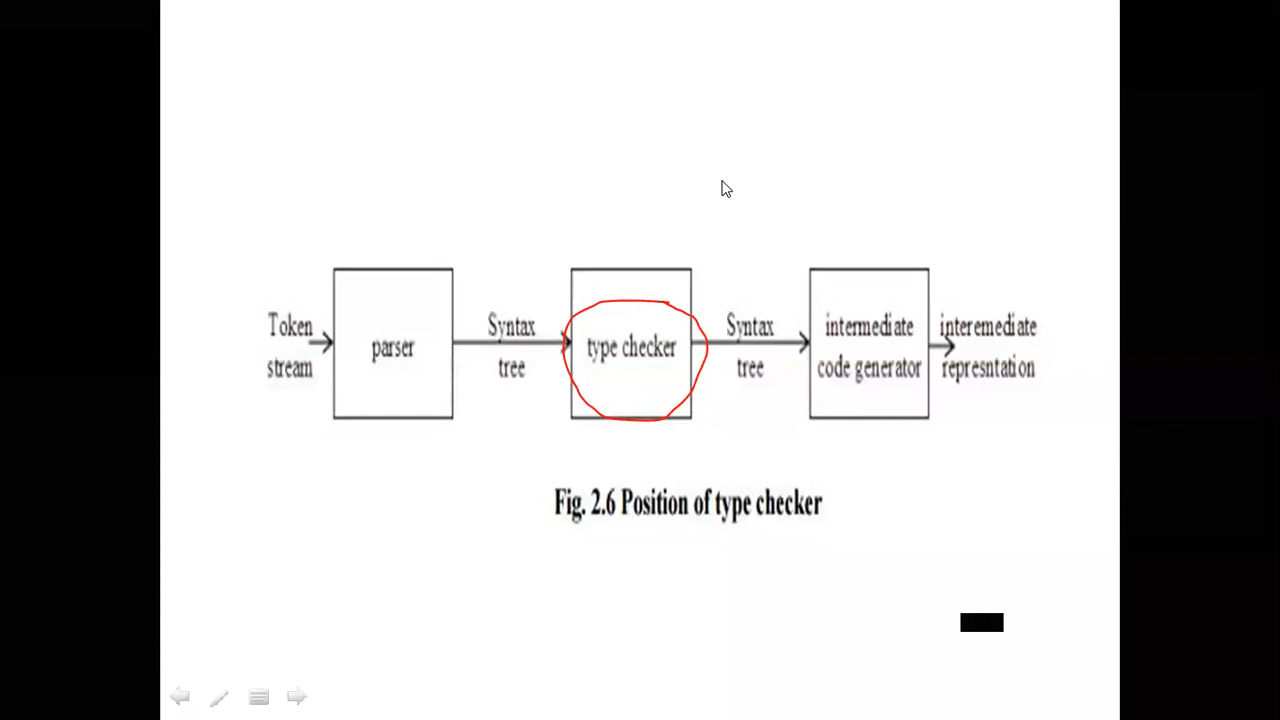 Token
stream
parser
Syntax
tree
type checker
Syntax
tree
intermediate
code generator
interemediate
represntation
Fig. 2.6 Position of type checker